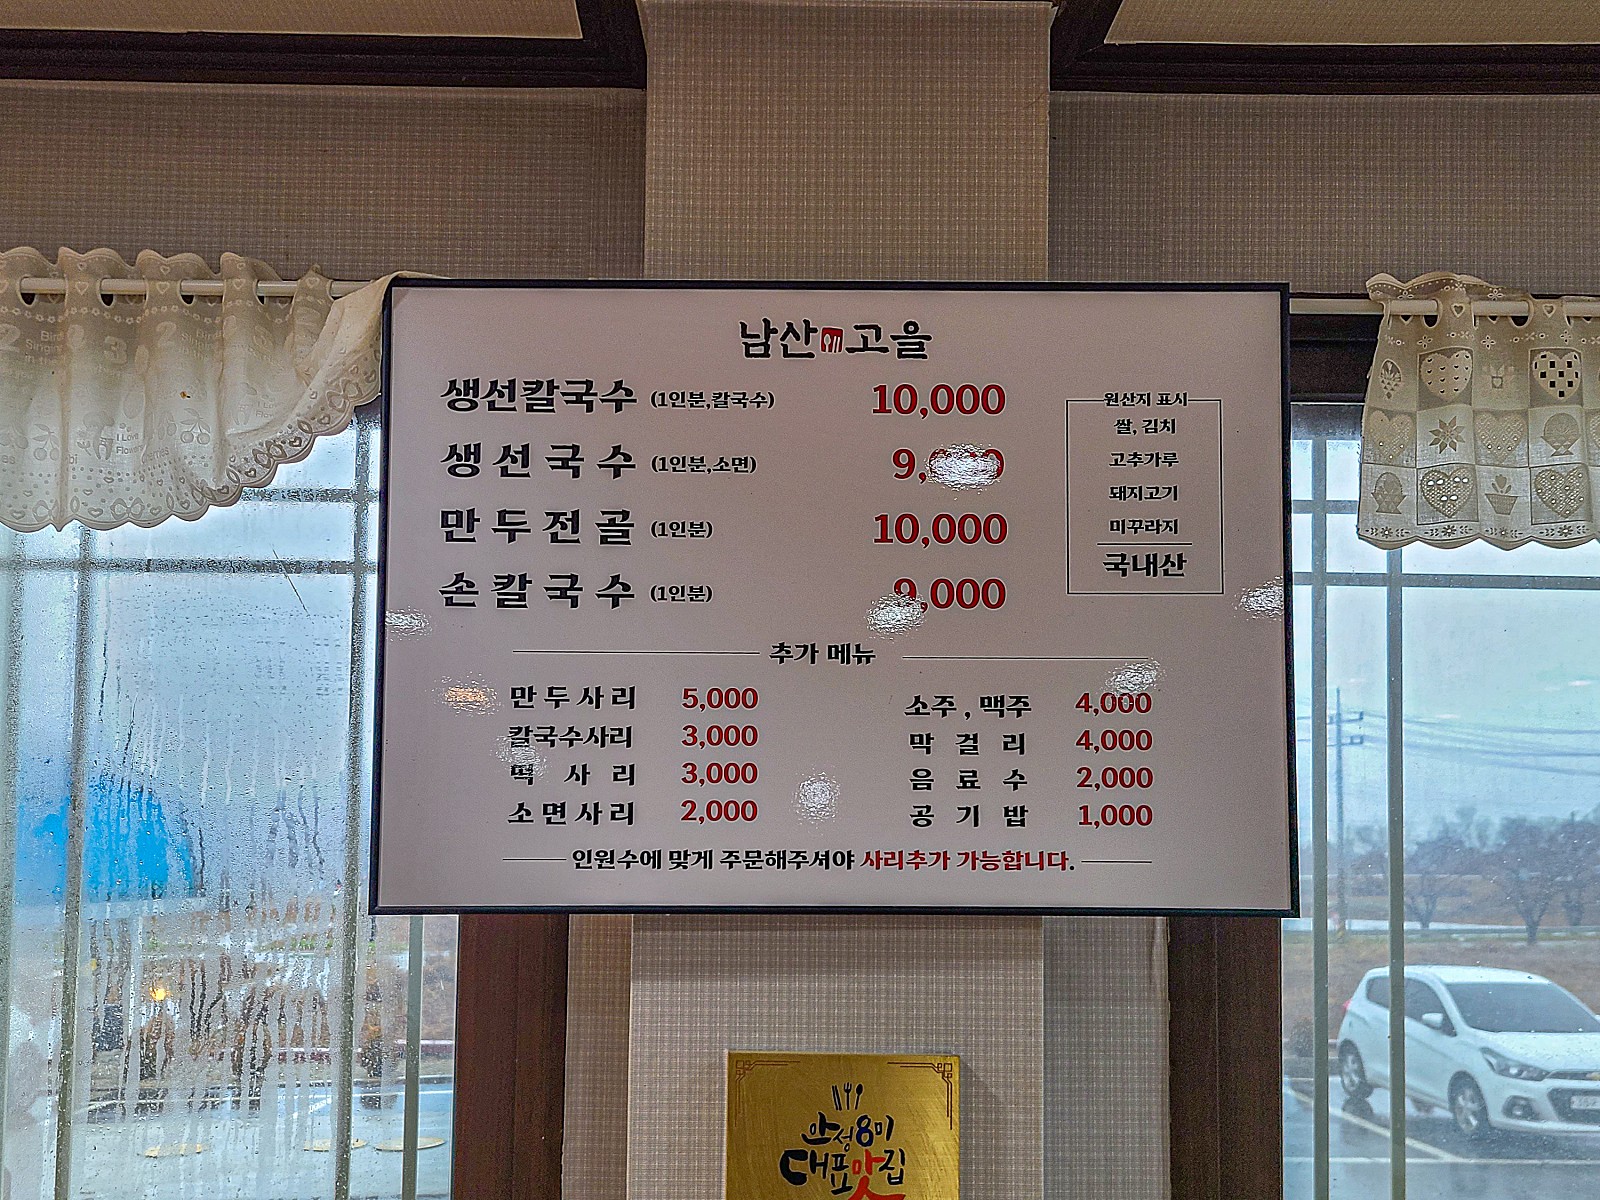 남산고을
생선칼국수 (1인분,칼국수) 10,000
생선국수 (1인분,소면)
만두전골 (1인분) 10,000
손칼국수 (1인분) 9,000
원산지 표시
쌀, 김치
고추가루
돼지고기
미꾸라지
국내산
추가 메뉴
만두사리 5,000
칼국수사리 3,000
떡사리 3,000
소면사리 2,000
소주, 맥주 4,000
막걸리 4,000
음료수 2,000
공기밥 1,000
인원수에 맞게 주문해주셔야 사리추가 가능합니다.
안성8미
대표맛집